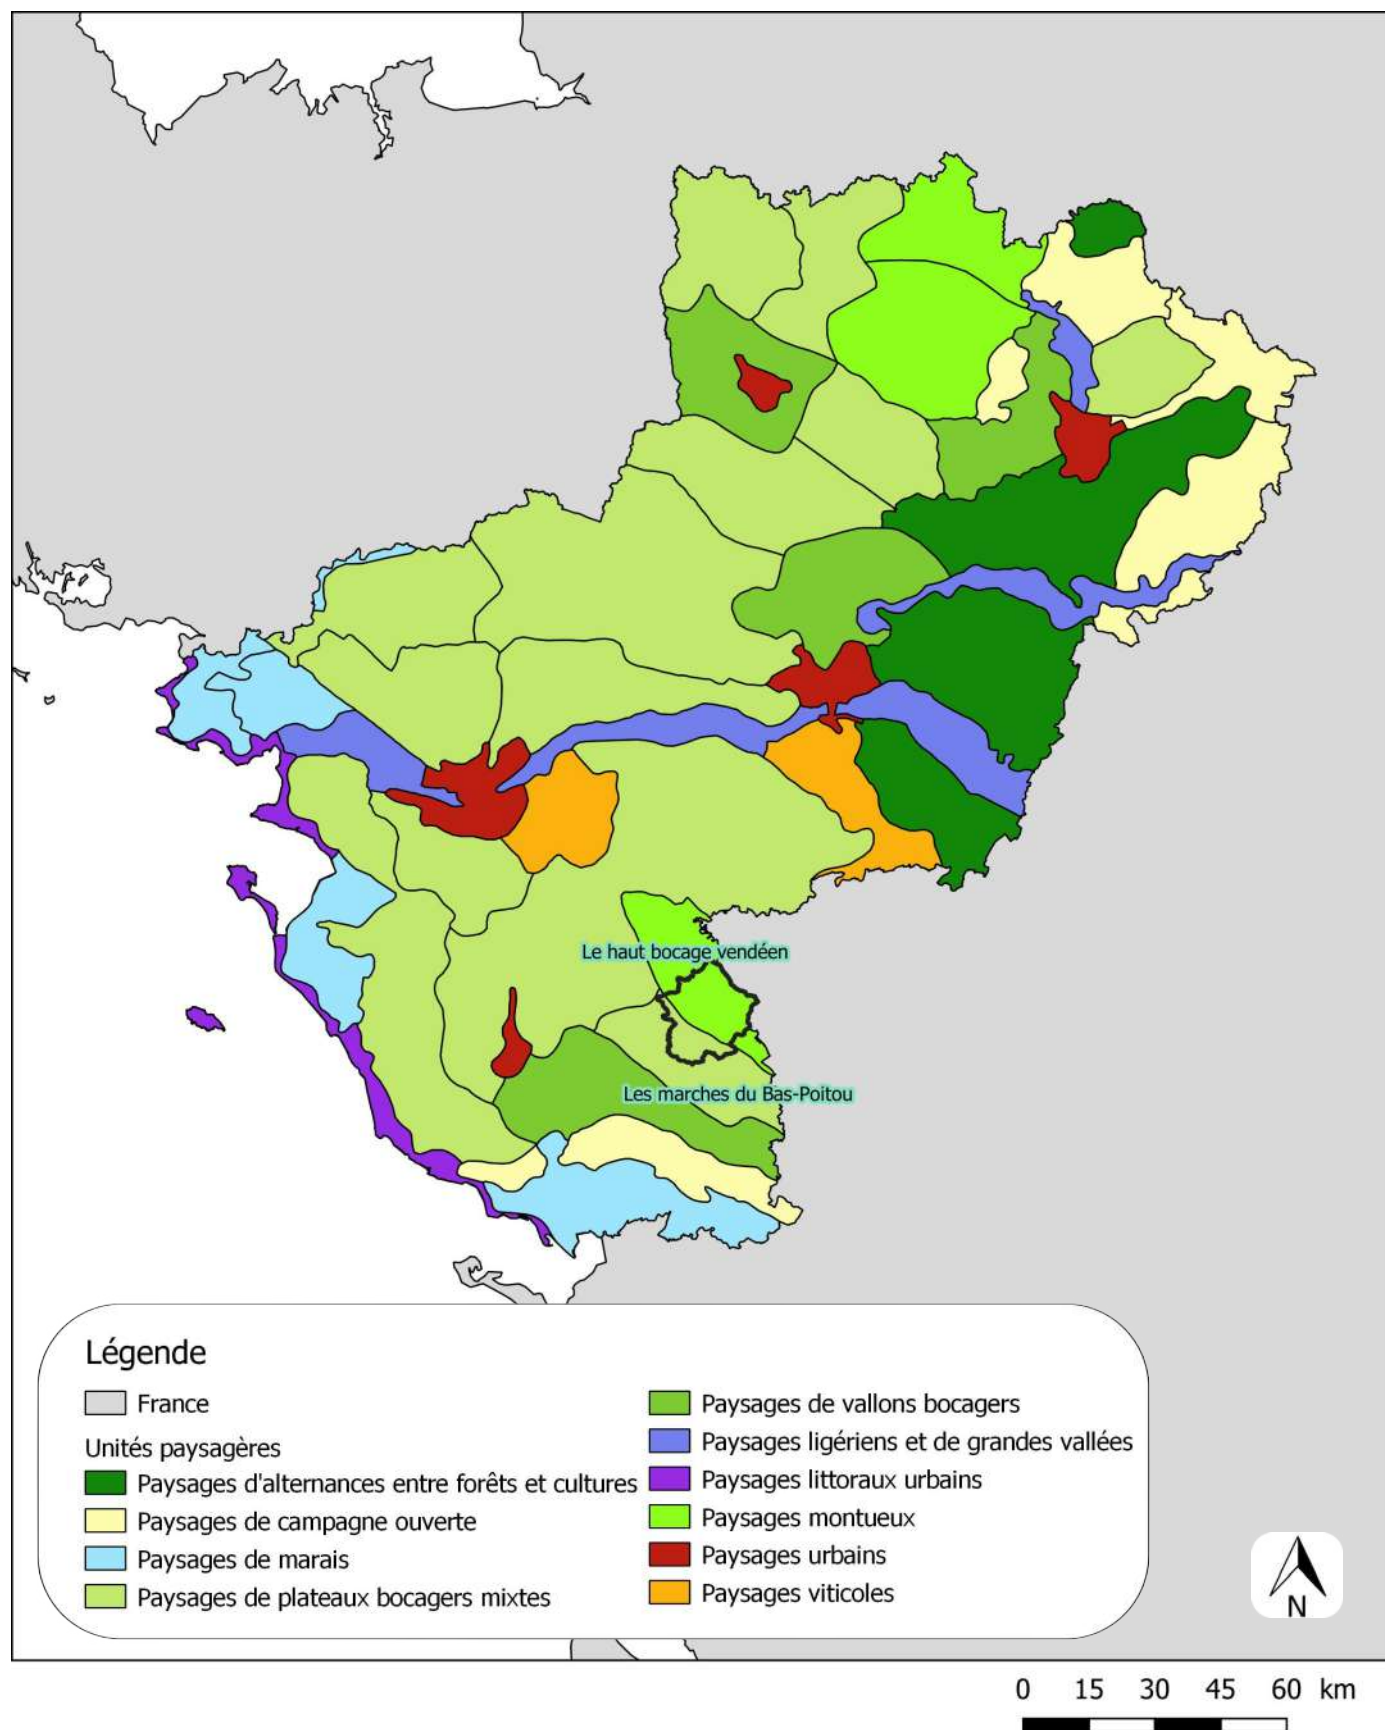 Le haut bocage vendéen
Les marches du Bas-Poitou
Légende
France
Unités paysagères
Paysages d'alternances entre forêts et cultures
Paysages de campagne ouverte
Paysages de marais
Paysages de plateaux bocagers mixtes
Paysages de vallons bocagers
Paysages ligériens et de grandes vallées
Paysages littoraux urbains
Paysages montueux
Paysages urbains
Paysages viticoles
N
0 15 30 45 60 km